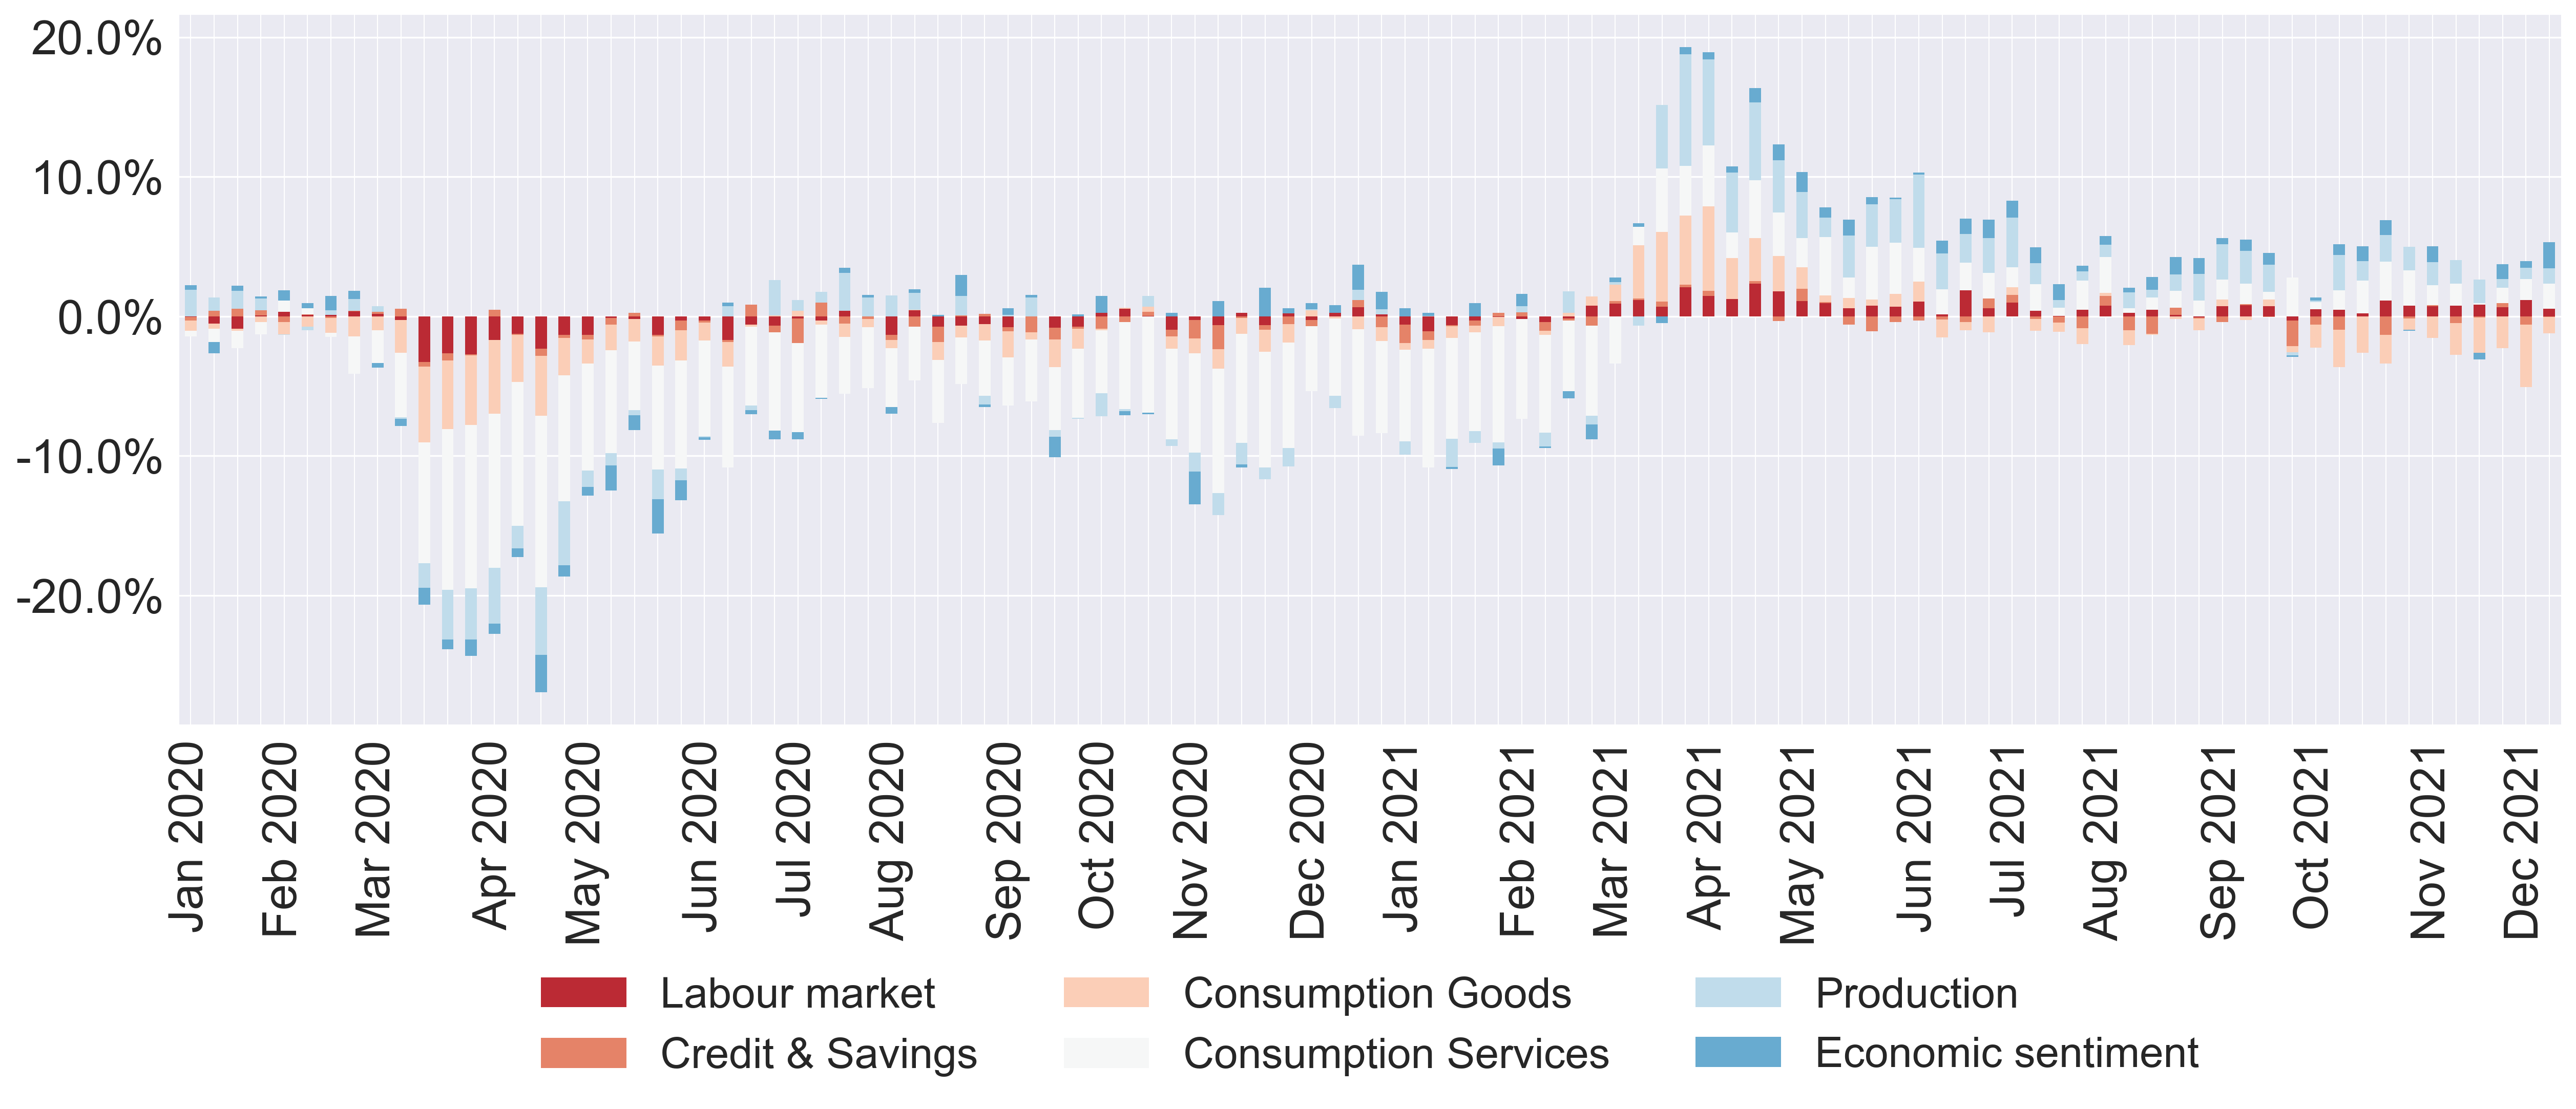 20.0%
10.0%
0.0%
-10.0%
-20.0%
Jan 2020
Feb 2020
Mar 2020
Apr 2020
May 2020
Jun 2020
Jul 2020
Aug 2020
Sep 2020
Oct 2020
Nov 2020
Dec 2020
Jan 2021
Feb 2021
Mar 2021
Apr 2021
May 2021
Jun 2021
Jul 2021
Aug 2021
Sep 2021
Oct 2021
Nov 2021
Dec 2021
Labour market
Credit & Savings
Consumption Goods
Consumption Services
Production
Economic sentiment